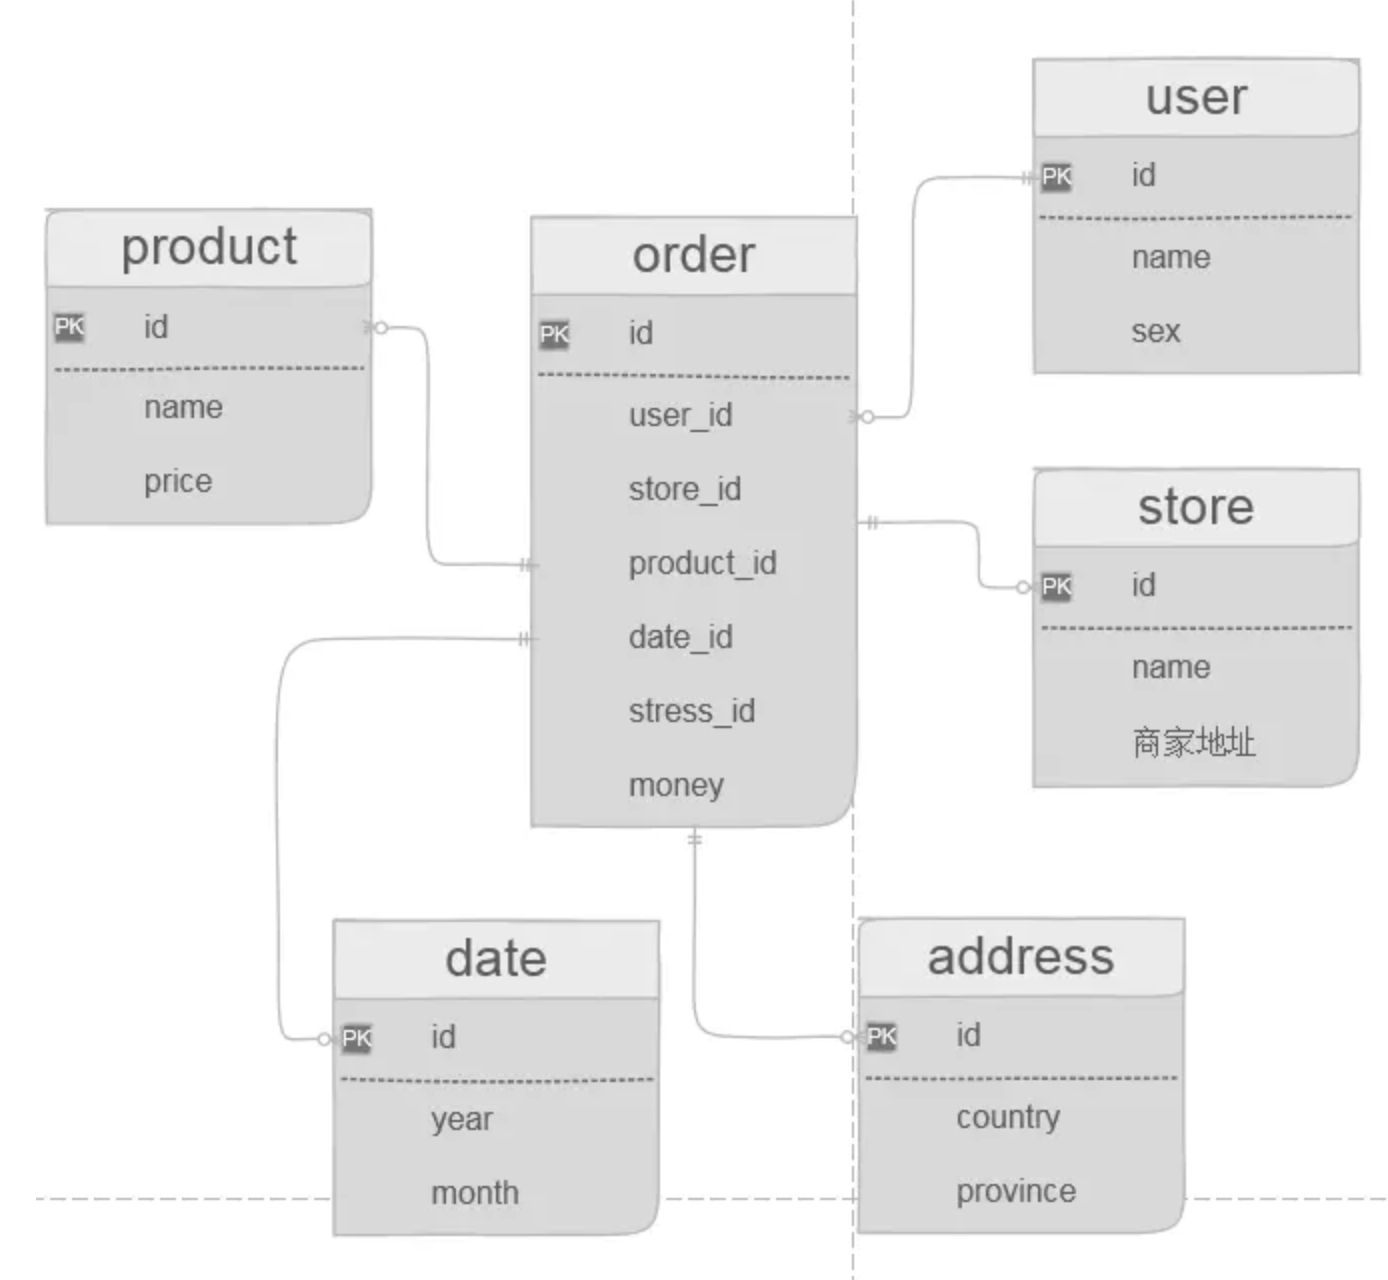 product
PK id
name
price
order
PK id
user_id
store_id
product_id
date_id
stress_id
money
user
PK id
name
sex
store
PK id
name
商家地址
date
PK id
year
month
address
PK id
country
province